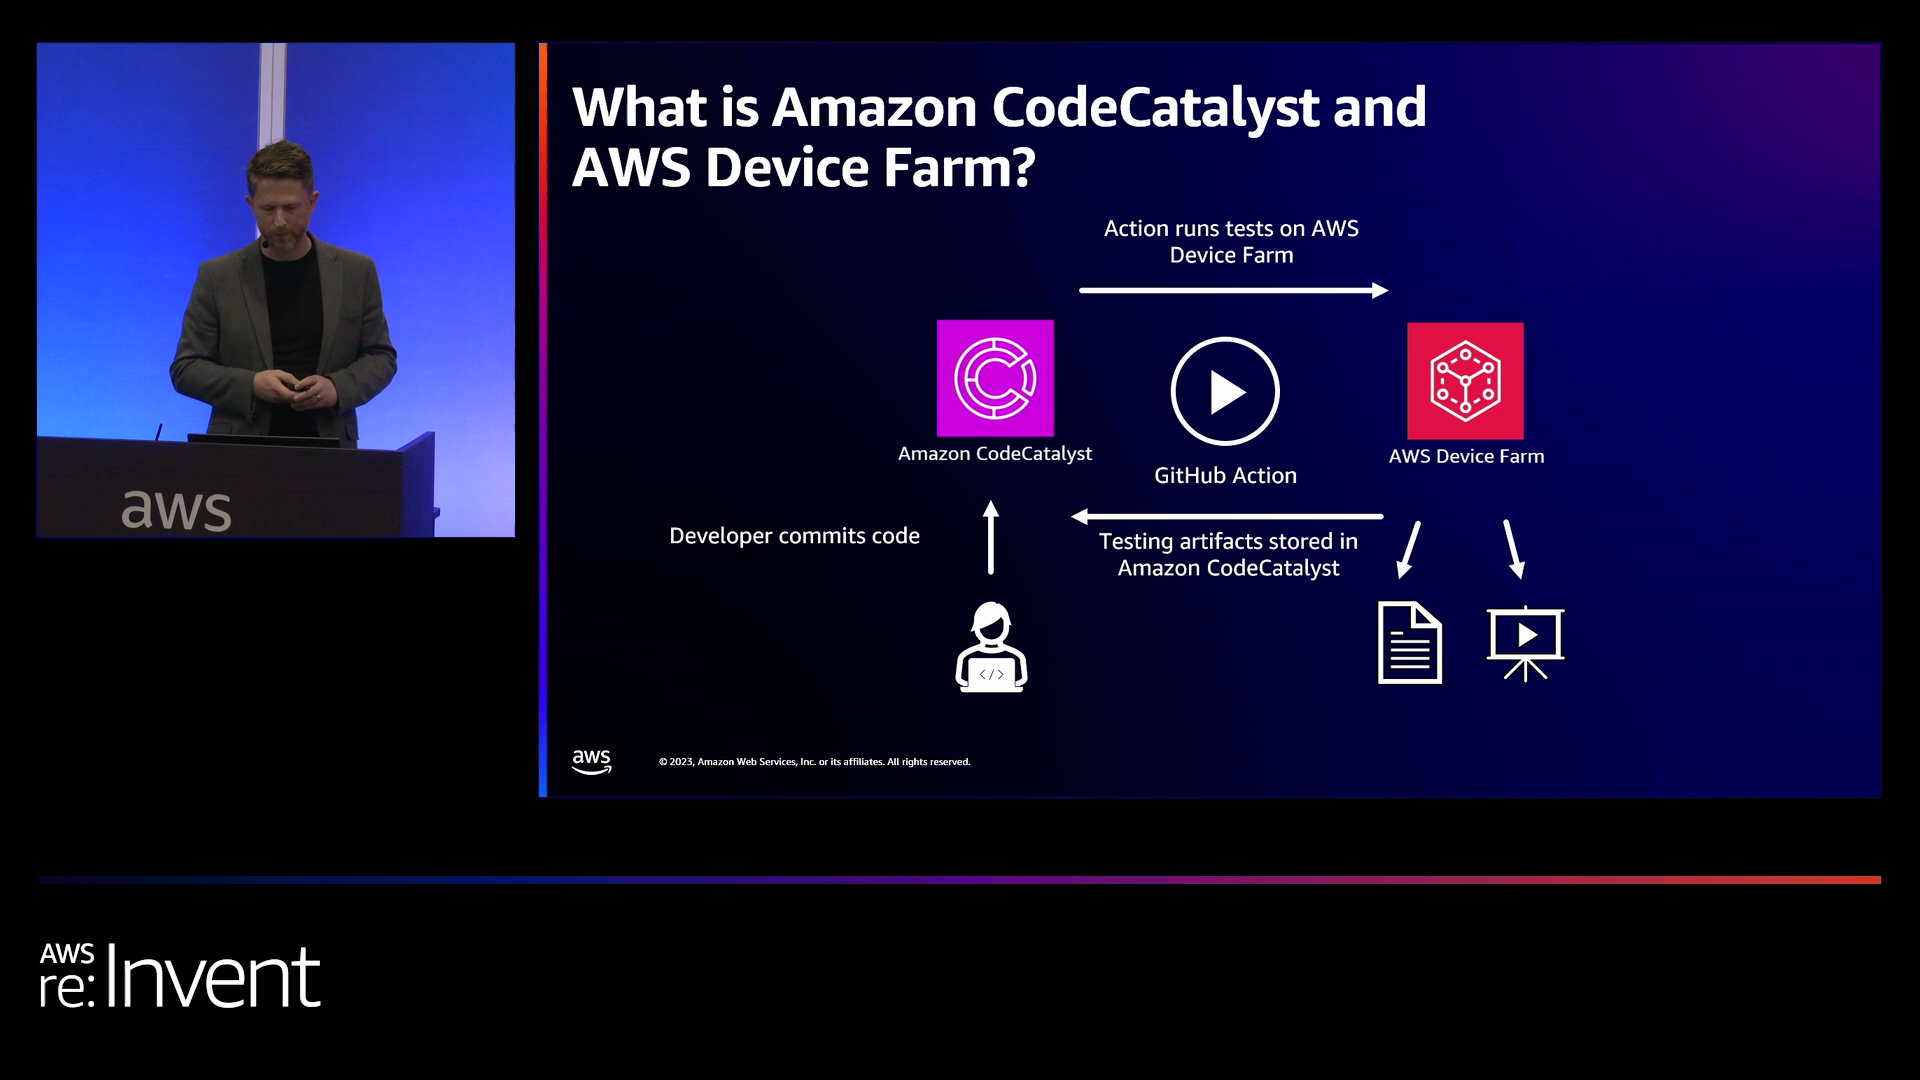 What is Amazon CodeCatalyst and
AWS Device Farm?
Action runs tests on AWS
Device Farm
Amazon CodeCatalyst
GitHub Action
AWS Device Farm
Developer commits code
Testing artifacts stored in
Amazon CodeCatalyst
</>
aws
© 2023, Amazon Web Services, Inc. or its affiliates. All rights reserved.
aws
AWS
re:Invent